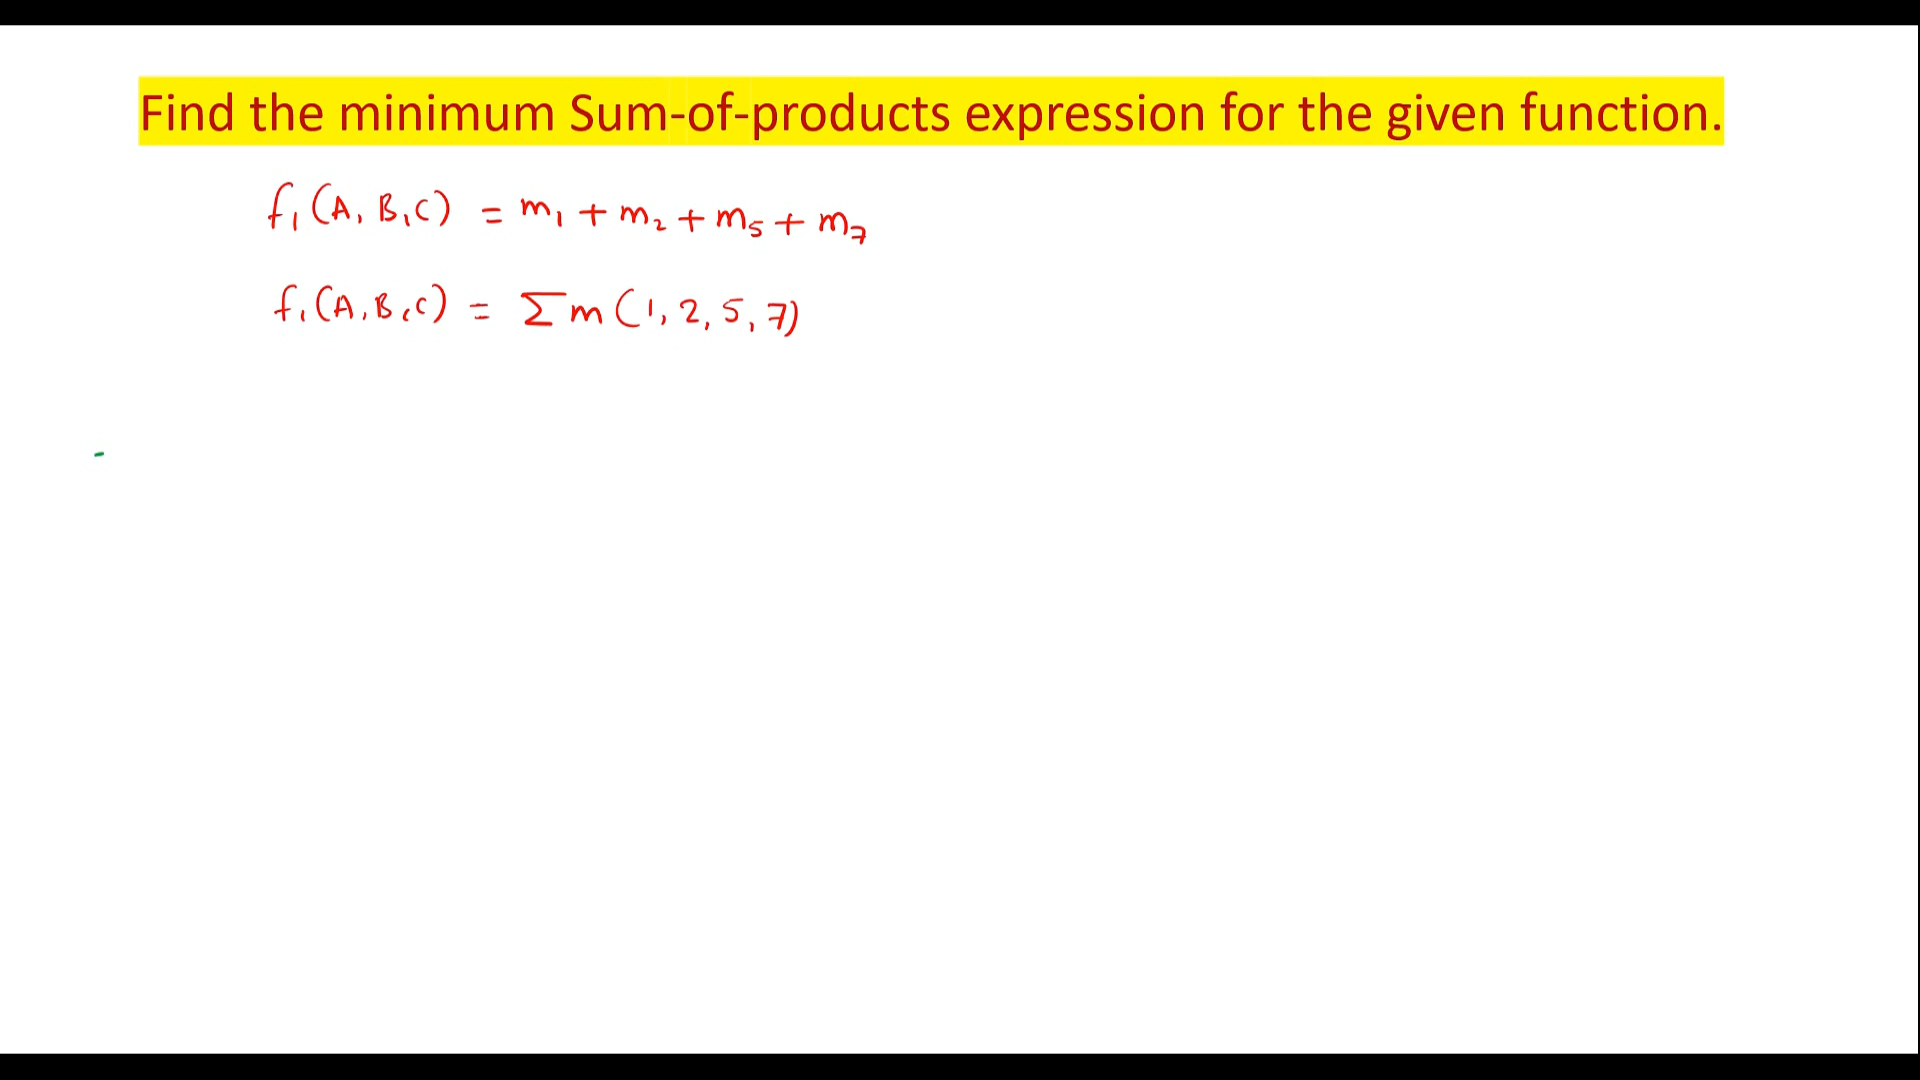 Find the minimum Sum-of-products expression for the given function.
f₁(A, B, C) = m₁ + m₂ + m₅ + m₇
f₁(A, B, C) = Σm(1, 2, 5, 7)